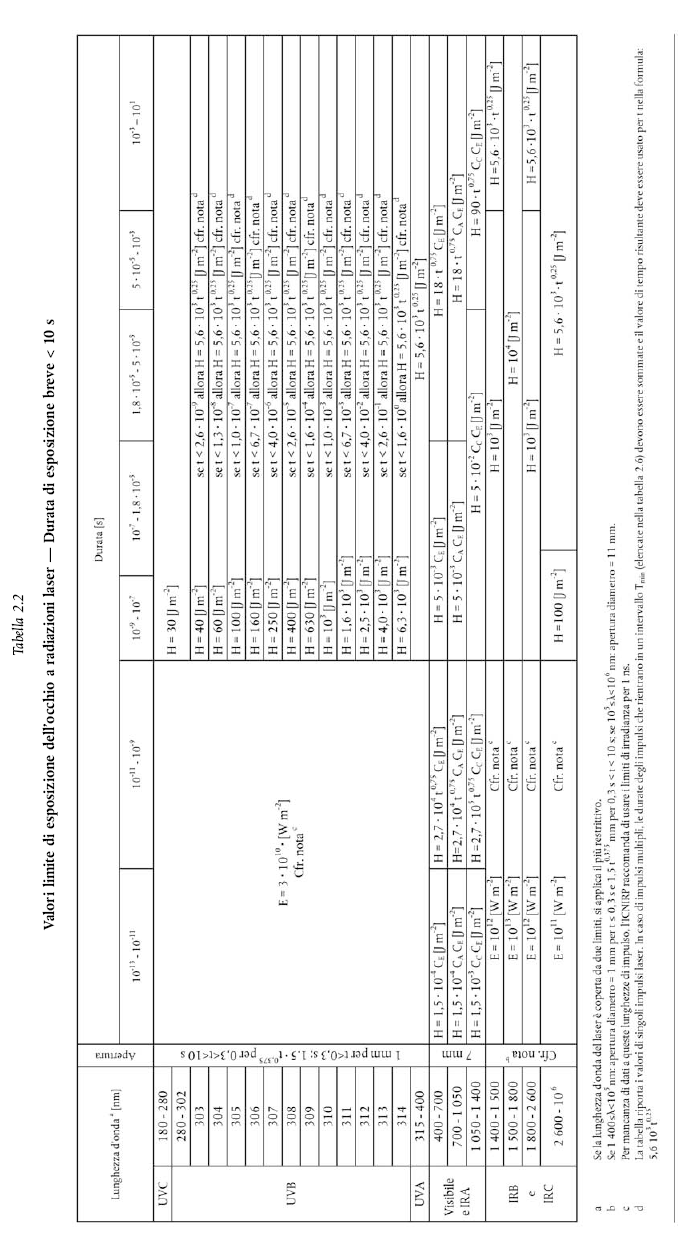 Tabella 2.2
Valori limite di esposizione dell'occhio a radiazioni laser — Durata di esposizione breve < 10 s
Lunghezza d'onda a [nm]
Apertura
Durata [s]
10⁻¹³ - 10⁻¹¹
10⁻¹¹ - 10⁻⁹
10⁻⁹ - 10⁻⁷
10⁻⁷ - 1,8 · 10⁻⁵
1,8 · 10⁻⁵ - 5 · 10⁻⁵
5 · 10⁻⁵ - 10⁻³
10⁻³ - 10¹
UVC
180 - 280
1 mm per t<0,3 s; 1,5 · t^0,375 per 0,3<t<10 s
E = 3 · 10¹⁰ · [W m⁻²]
Cfr. nota c
H = 30 [J m⁻²]
UVB
280 - 302
303 H = 40 [J m⁻²] se t < 2,6 · 10⁻⁹ allora H = 5,6 · 10³ t^0,25 [J m⁻²] cfr. nota d
304 H = 60 [J m⁻²] se t < 1,3 · 10⁻⁸ allora H = 5,6 · 10³ t^0,25 [J m⁻²] cfr. nota d
305 H = 100 [J m⁻²] se t < 1,0 · 10⁻⁷ allora H = 5,6 · 10³ t^0,25 [J m⁻²] cfr. nota d
306 H = 160 [J m⁻²] se t < 6,7 · 10⁻⁷ allora H = 5,6 · 10³ t^0,25 [J m⁻²] cfr. nota d
307 H = 250 [J m⁻²] se t < 4,0 · 10⁻⁶ allora H = 5,6 · 10³ t^0,25 [J m⁻²] cfr. nota d
308 H = 400 [J m⁻²] se t < 2,6 · 10⁻⁵ allora H = 5,6 · 10³ t^0,25 [J m⁻²] cfr. nota d
309 H = 630 [J m⁻²] se t < 1,6 · 10⁻⁴ allora H = 5,6 · 10³ t^0,25 [J m⁻²] cfr. nota d
310 H = 10³ [J m⁻²] se t < 1,0 · 10⁻³ allora H = 5,6 · 10³ t^0,25 [J m⁻²] cfr. nota d
311 H = 1,6 · 10³ [J m⁻²] se t < 6,7 · 10⁻³ allora H = 5,6 · 10³ t^0,25 [J m⁻²] cfr. nota d
312 H = 2,5 · 10³ [J m⁻²] se t < 4,0 · 10⁻² allora H = 5,6 · 10³ t^0,25 [J m⁻²] cfr. nota d
313 H = 4,0 · 10³ [J m⁻²] se t < 2,6 · 10⁻¹ allora H = 5,6 · 10³ t^0,25 [J m⁻²] cfr. nota d
314 H = 6,3 · 10³ [J m⁻²] se t < 1,6 · 10⁰ allora H = 5,6 · 10³ t^0,25 [J m⁻²] cfr. nota d
UVA
315 - 400 H = 5,6 · 10³ t^0,25 [J m⁻²]
Visibile
e IRA
7 mm
400 - 700 H = 1,5 · 10⁻⁴ C_E [J m⁻²] H = 2,7 · 10⁴ t^0,75 C_E [J m⁻²] H = 5 · 10⁻³ C_E [J m⁻²] H = 18 · t^0,75 C_E [J m⁻²]
700 - 1 050 H = 1,5 · 10⁻⁴ C_A C_E [J m⁻²] H=2,7 · 10⁴ t^0,75 C_A C_E [J m⁻²] H = 5 · 10⁻³ C_A C_E [J m⁻²] H = 18 · t^0,75 C_A C_E [J m⁻²]
1 050 - 1 400 H = 1,5 · 10⁻³ C_C C_E [J m⁻²] H=2,7 · 10⁵ t^0,75 C_C C_E [J m⁻²] H = 5 · 10⁻² C_C C_E [J m⁻²] H = 90 · t^0,75 C_C C_E [J m⁻²]
IRB
e
IRC
Cfr. nota b
1 400 - 1 500 E = 10¹² [W m⁻²] Cfr. nota c H = 10³ [J m⁻²] H = 5,6 · 10³ · t^0,25 [J m⁻²]
1 500 - 1 800 E = 10¹³ [W m⁻²] Cfr. nota c H = 10⁴ [J m⁻²]
1 800 - 2 600 E = 10¹² [W m⁻²] Cfr. nota c H = 10³ [J m⁻²] H = 5,6 · 10³ · t^0,25 [J m⁻²]
2 600 - 10⁶ E = 10¹¹ [W m⁻²] Cfr. nota c H =100 [J m⁻²] H = 5,6 · 10³ · t^0,25 [J m⁻²]
a Se la lunghezza d'onda del laser è coperta da due limiti, si applica il più restrittivo.
b Se 1 400≤λ<10⁵ nm: apertura diametro = 1 mm per t ≤ 0,3 s e 1,5 t^0,375 mm per 0,3 s < t < 10 s; se 10⁵≤λ<10⁶ nm: apertura diametro = 11 mm.
c Per mancanza di dati a queste lunghezze di impulso, l'ICNIRP raccomanda di usare i limiti di irradianza per 1 ns.
d La tabella riporta i valori di singoli impulsi laser. In caso di impulsi multipli, le durate degli impulsi che rientrano in un intervallo T_min (elencate nella tabella 2.6) devono essere sommate e il valore di tempo risultante deve essere usato per t nella formula:
5,6 10³ t^0,25